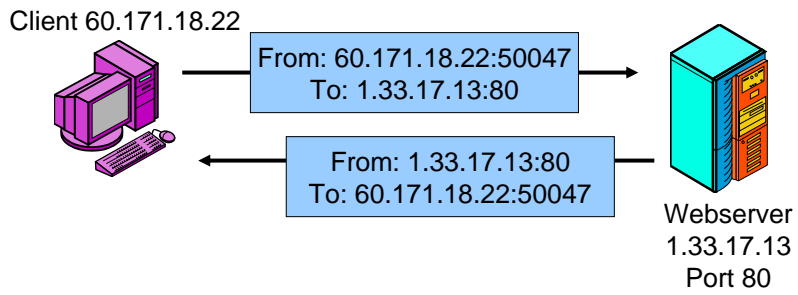 Client 60.171.18.22
From: 60.171.18.22:50047
To: 1.33.17.13:80
From: 1.33.17.13:80
To: 60.171.18.22:50047
Webserver
1.33.17.13
Port 80